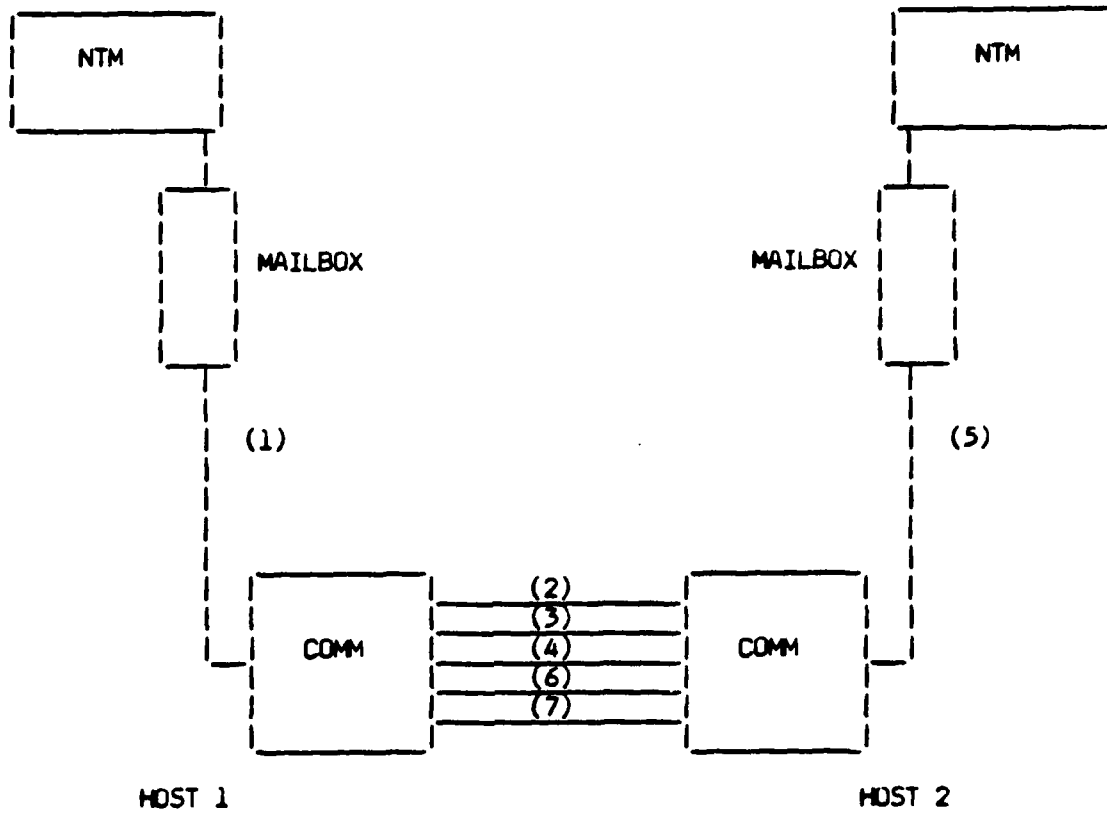 NTM
NTM
MAILBOX
MAILBOX
(1)
(5)
(2)
(3)
(4)
(6)
(7)
COMM
COMM
HOST 1
HOST 2